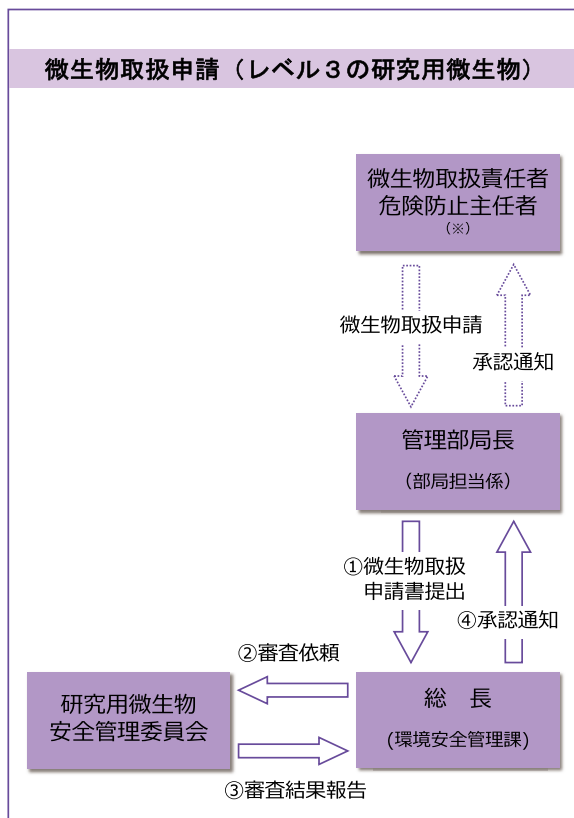 微生物取扱申請（レベル３の研究用微生物）
微生物取扱責任者
危険防止主任者
（※）
微生物取扱申請
承認通知
管理部局長
（部局担当係）
①微生物取扱
申請書提出
④承認通知
②審査依頼
研究用微生物
安全管理委員会
総　長
(環境安全管理課)
③審査結果報告